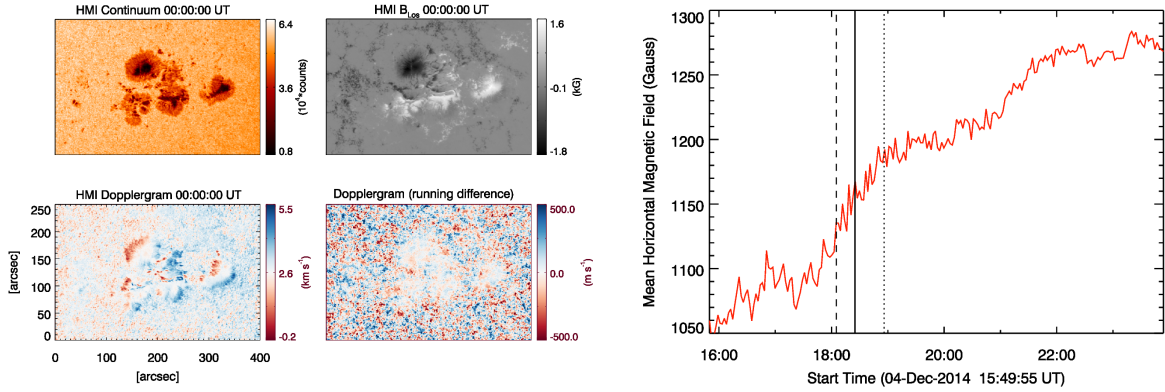 HMI Continuum 00:00:00 UT
6.4
3.6
0.8
(10⁴*counts)
HMI B_Los 00:00:00 UT
1.6
-0.1
-1.8
(kG)
HMI Dopplergram 00:00:00 UT
250
200
150
100
50
0
[arcsec]
0 100 200 300 400
[arcsec]
5.5
2.6
-0.2
(km s⁻¹)
Dopplergram (running difference)
500.0
0.0
-500.0
(m s⁻¹)
1300
1250
1200
1150
1100
1050
Mean Horizontal Magnetic Field (Gauss)
16:00 18:00 20:00 22:00
Start Time (04-Dec-2014 15:49:55 UT)